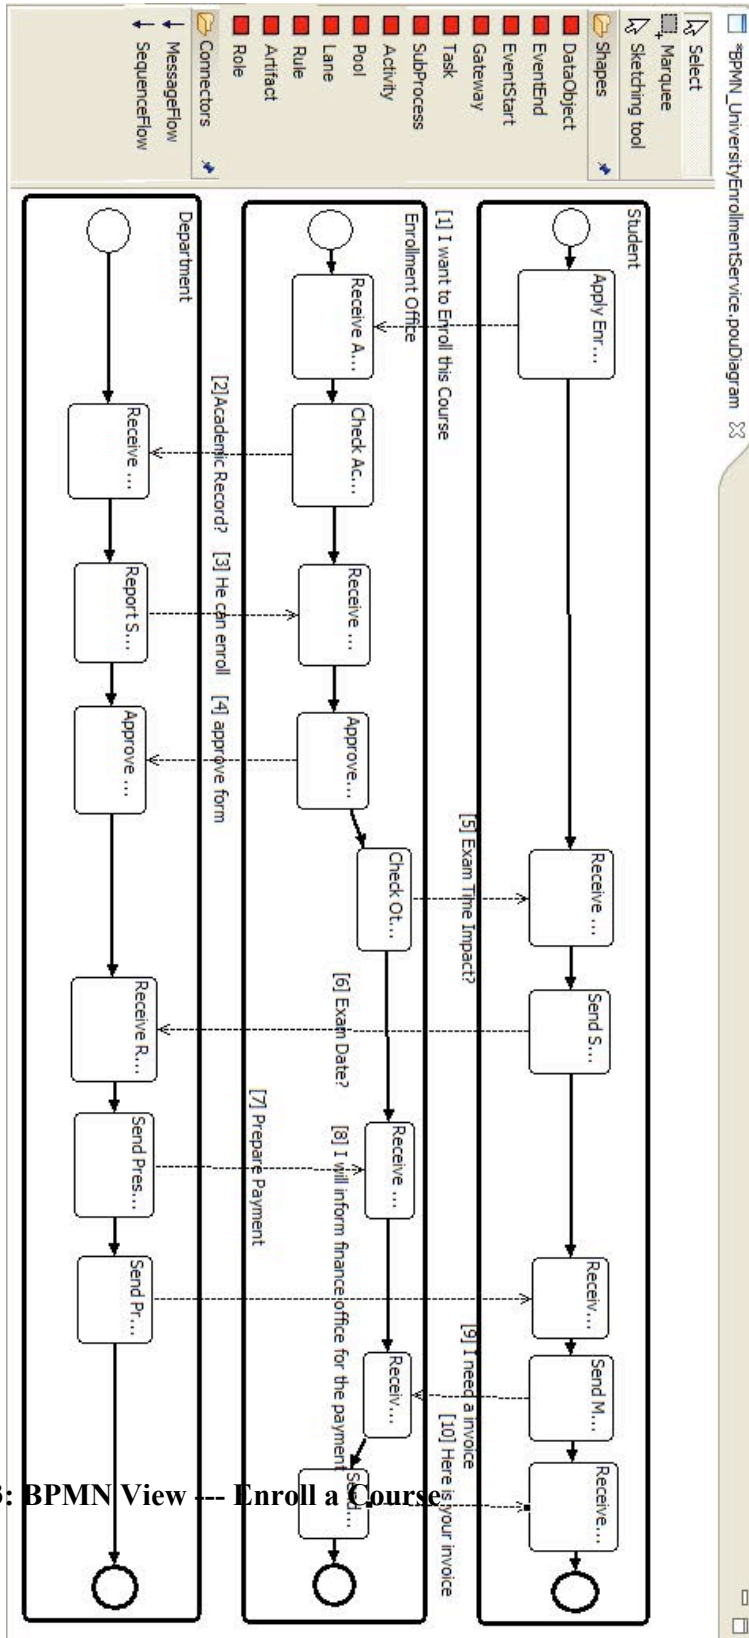 *BPMN_UniversityEnrollmentService.pouDiagram
Select
Marquee
Sketching tool
Shapes
DataObject
EventEnd
EventStart
Gateway
Task
SubProcess
Activity
Pool
Lane
Rule
Artifact
Role
Connectors
MessageFlow
SequenceFlow
Student
Apply Enr...
Receive ...
Send S...
Receiv...
Send M...
Receive...
[1] I want to Enroll this Course
[5] Exam Time Impact?
[9] I need a invoice
[10] Here is your invoice
Enrollment Office
Receive A...
Check Ac...
Receive ...
Approve...
Check Ot...
Receive ...
Receiv...
Send...
[6] Exam Date?
[8] I will inform finance office for the payment
[7] Prepare Payment
[2]Academic Record?
[3] He can enroll
[4] approve form
Department
Receive ...
Report S...
Approve ...
Receive R...
Send Pres...
Send Pr...
: BPMN View --- Enroll a Course